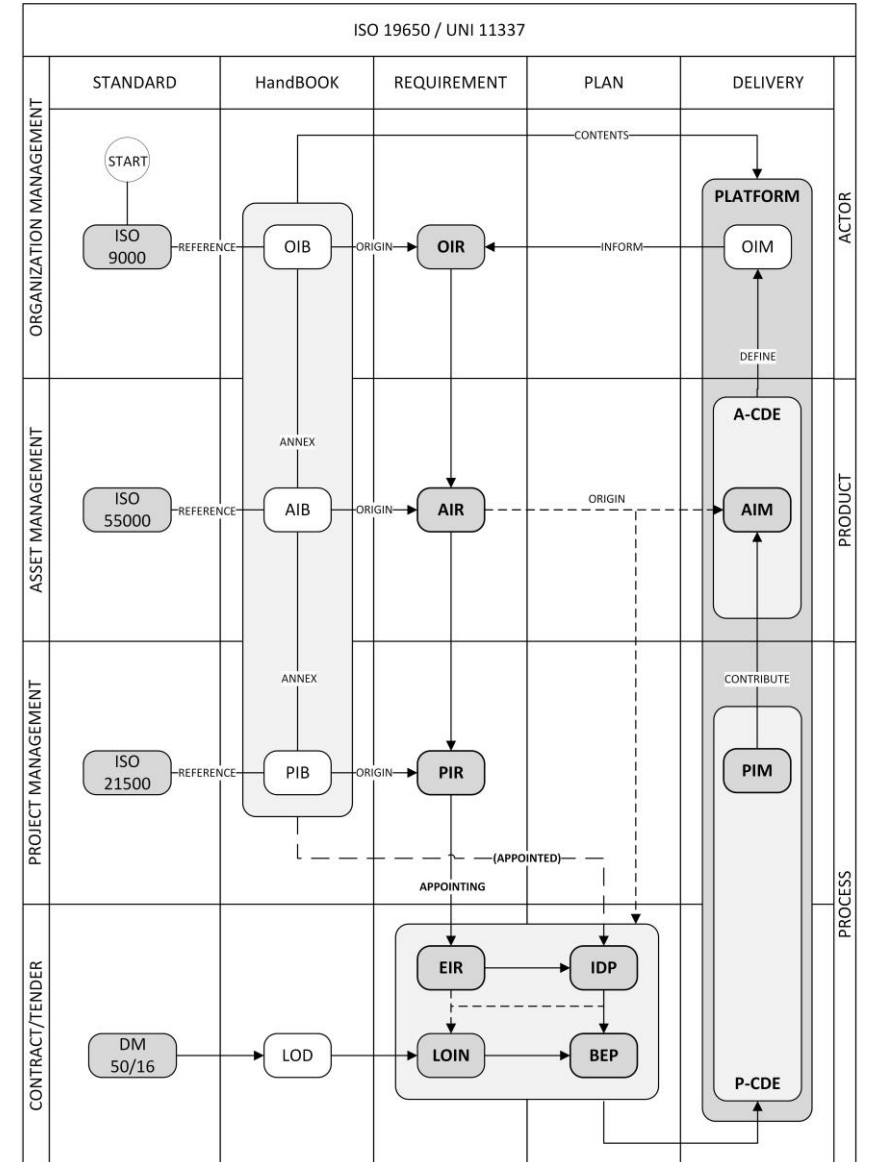 ISO 19650 / UNI 11337
STANDARD
HandBOOK
REQUIREMENT
PLAN
DELIVERY
ORGANIZATION MANAGEMENT
START
CONTENTS
PLATFORM
ISO
9000
REFERENCE
OIB
ORIGIN
OIR
INFORM
OIM
ACTOR
DEFINE
ASSET MANAGEMENT
A-CDE
ANNEX
ISO
55000
REFERENCE
AIB
ORIGIN
AIR
ORIGIN
AIM
PRODUCT
PROJECT MANAGEMENT
ANNEX
CONTRIBUTE
ISO
21500
REFERENCE
PIB
ORIGIN
PIR
PIM
(APPOINTED)
APPOINTING
PROCESS
CONTRACT/TENDER
EIR
IDP
DM
50/16
LOD
LOIN
BEP
P-CDE